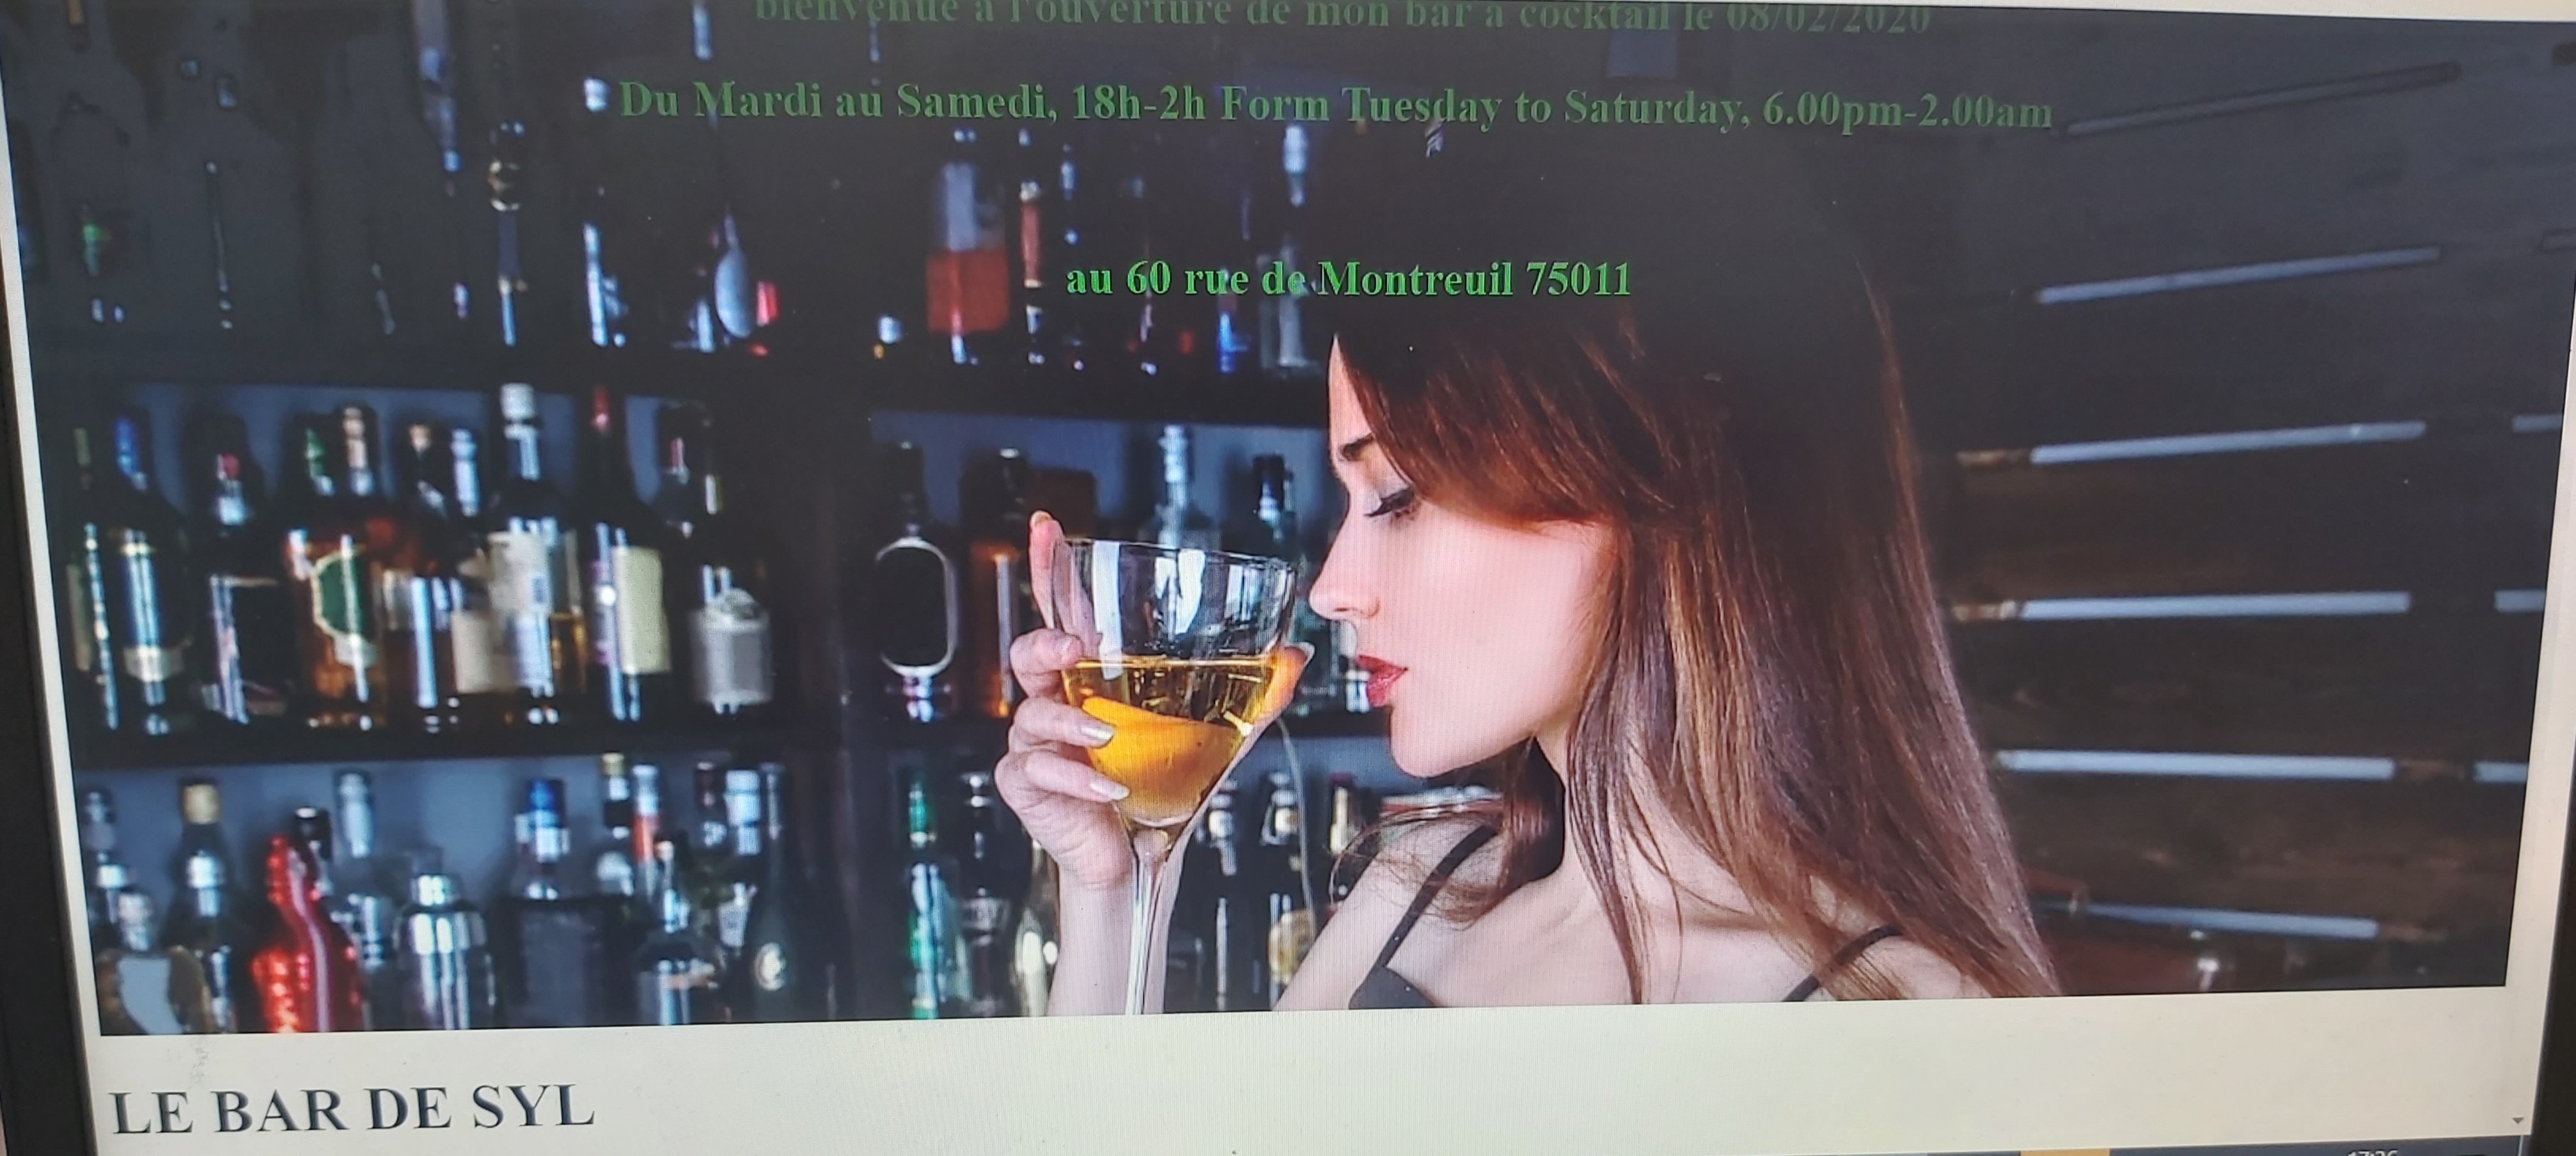 bienvenue a l'ouverture de mon bar a cocktail le 08/02/2020
Du Mardi au Samedi, 18h-2h Form Tuesday to Saturday, 6.00pm-2.00am
au 60 rue de Montreuil 75011
LE BAR DE SYL